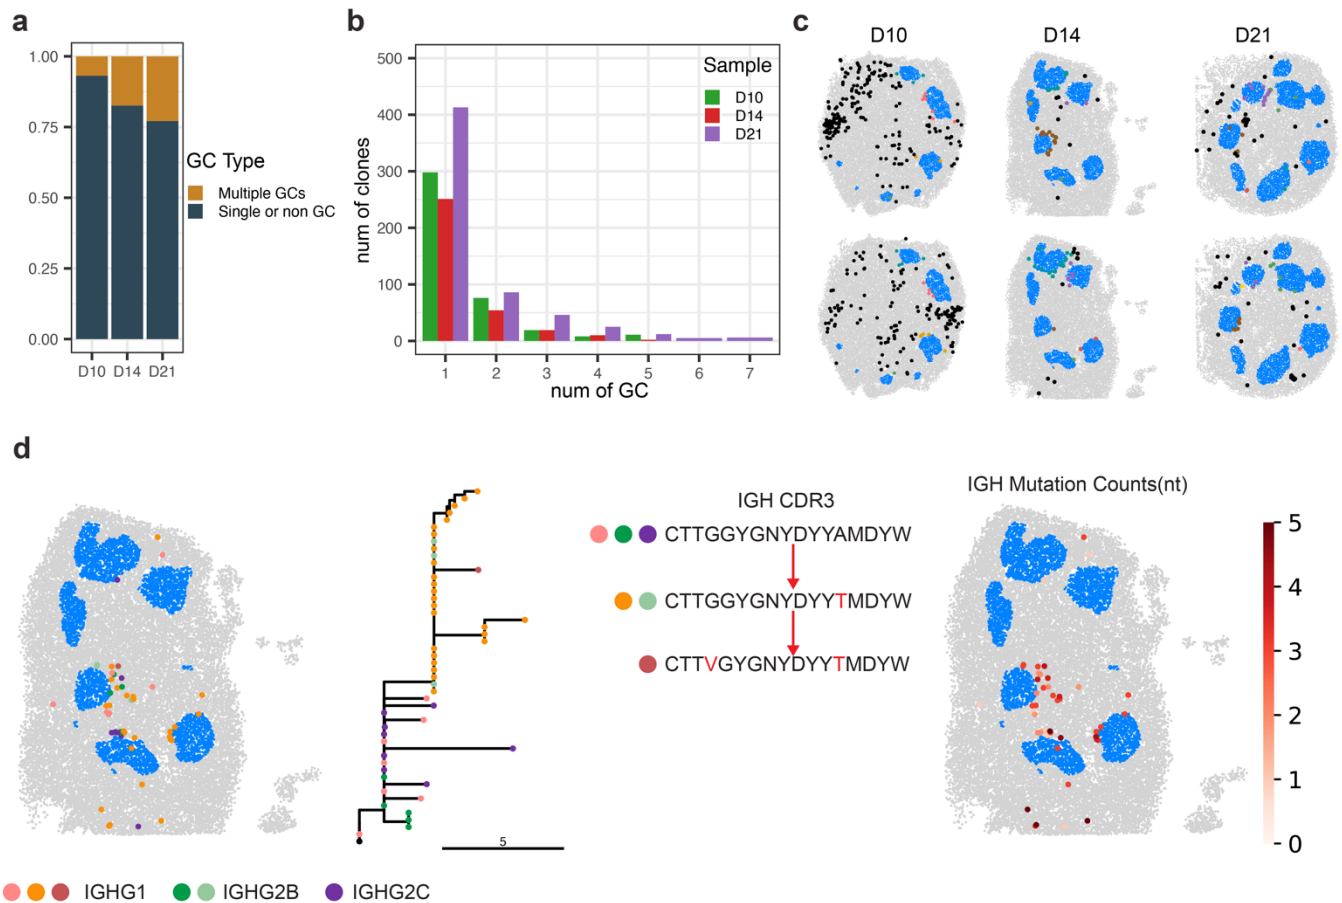 a
1.00
0.75
0.50
0.25
0.00
D10 D14 D21
GC Type
Multiple GCs
Single or non GC
b
500
400
300
200
100
0
num of clones
1 2 3 4 5 6 7
num of GC
Sample
D10
D14
D21
c
D10 D14 D21
d
5
IGH CDR3
CTTGGYGNYDYYAMDYW
CTTGGYGNYDYYTMDYW
CTTVGYGNYDYYTMDYW
IGH Mutation Counts(nt)
5
4
3
2
1
0
IGHG1 IGHG2B IGHG2C